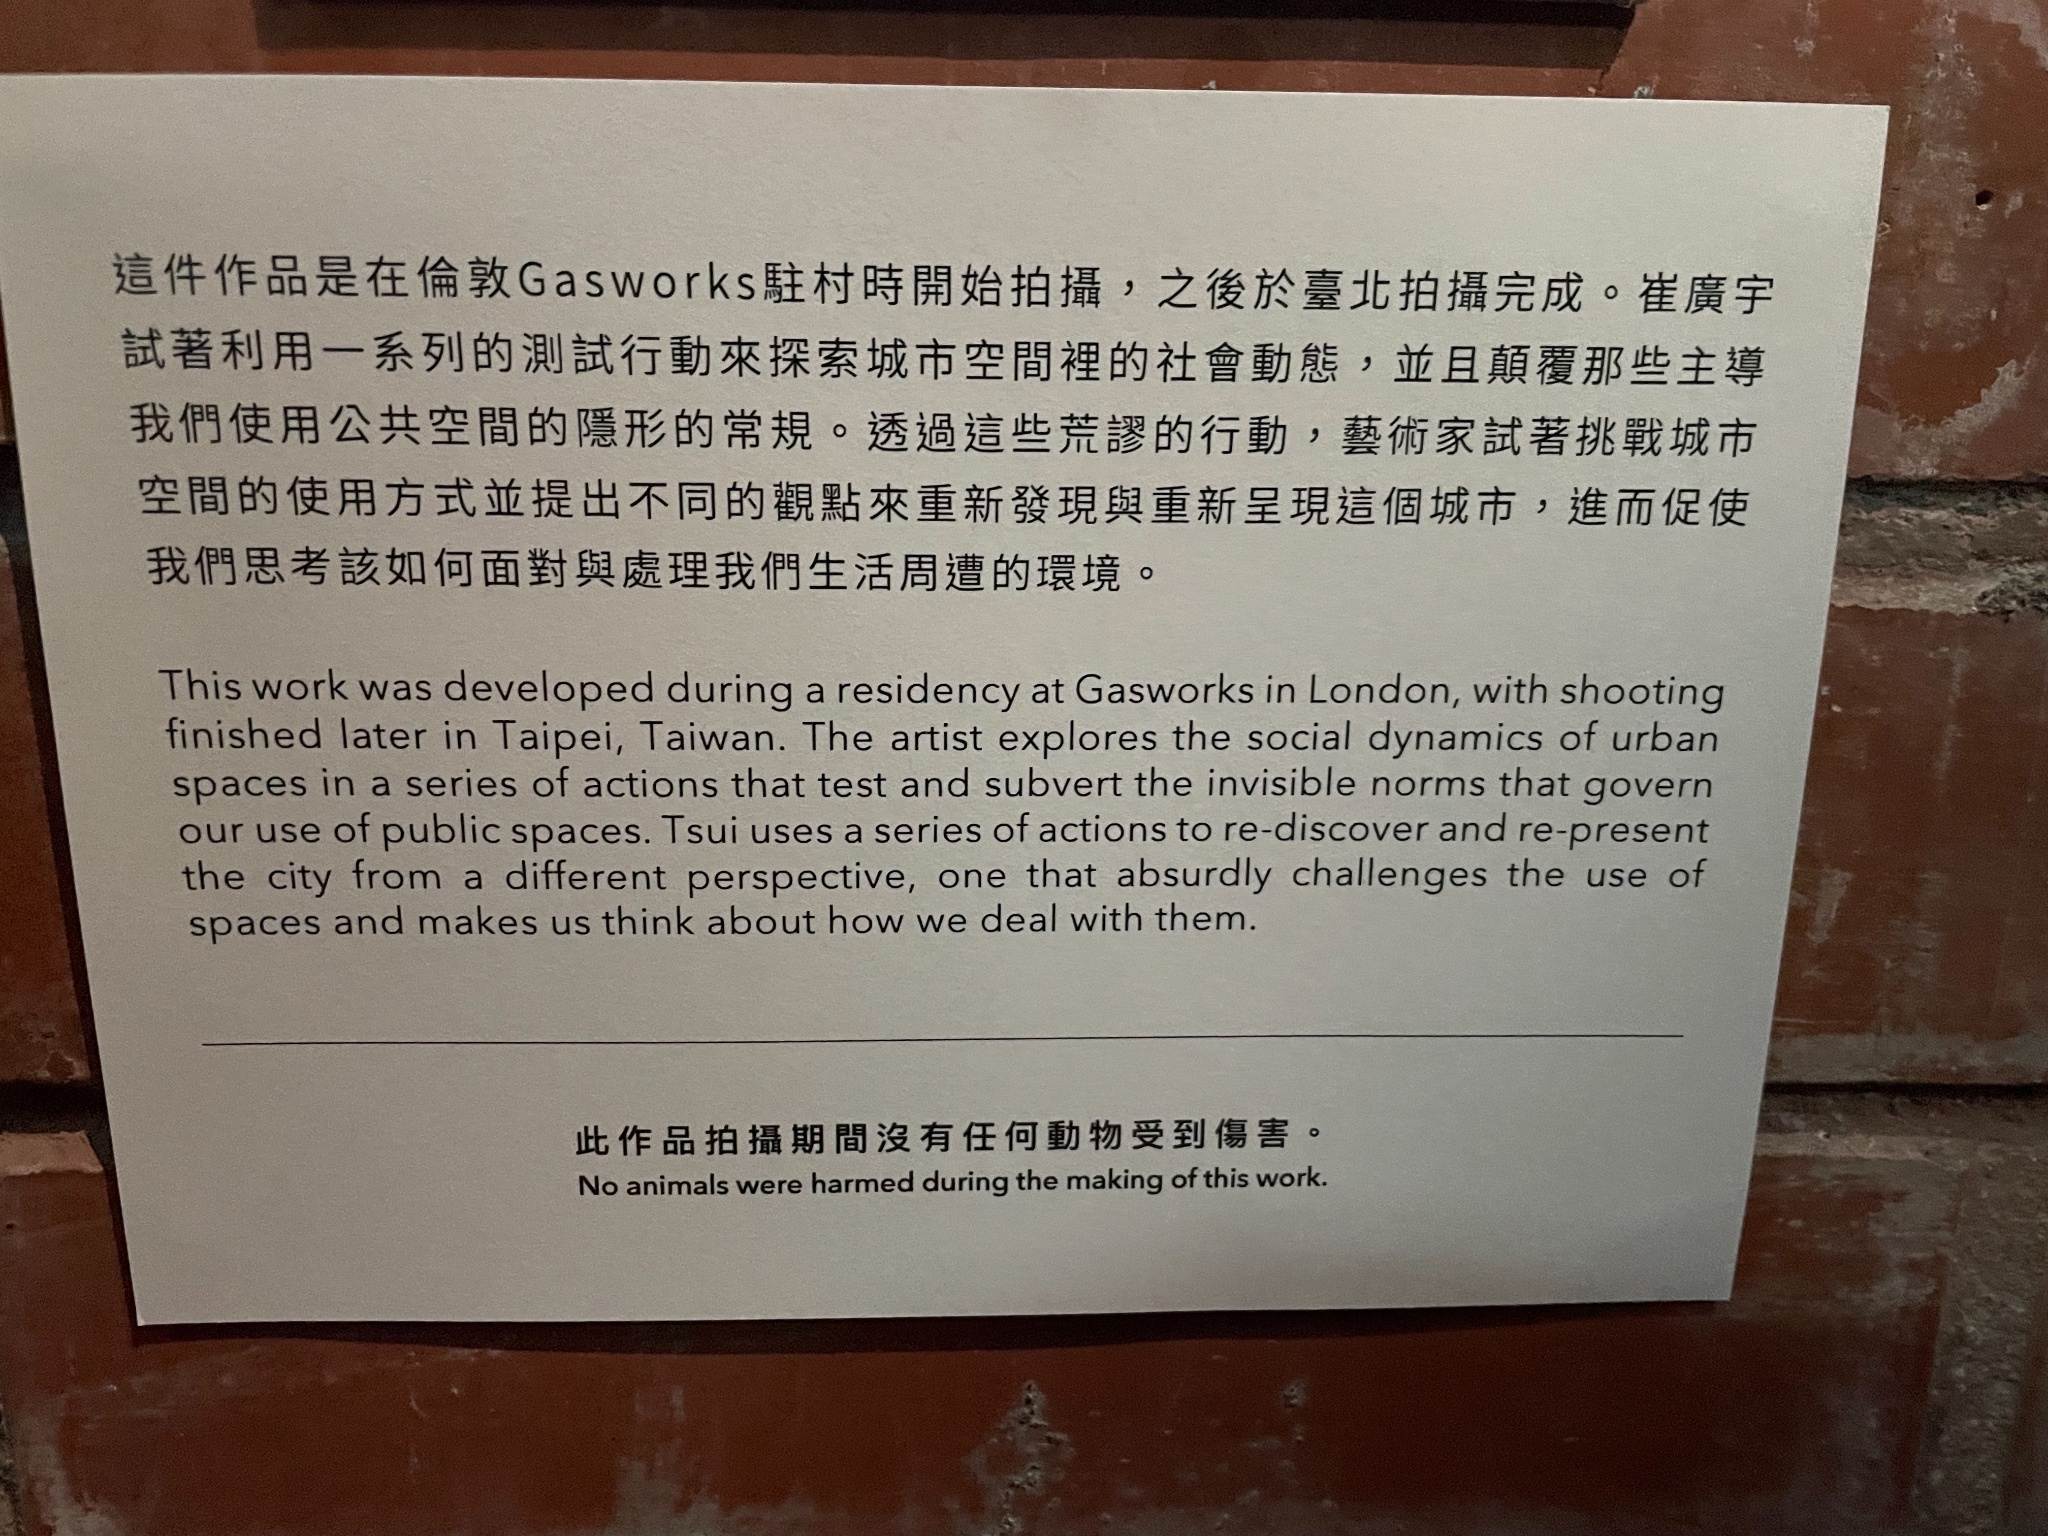 這件作品是在倫敦Gasworks駐村時開始拍攝，之後於臺北拍攝完成。崔廣宇
試著利用一系列的測試行動來探索城市空間裡的社會動態，並且顛覆那些主導
我們使用公共空間的隱形的常規。透過這些荒謬的行動，藝術家試著挑戰城市
空間的使用方式並提出不同的觀點來重新發現與重新呈現這個城市，進而促使
我們思考該如何面對與處理我們生活周遭的環境。
This work was developed during a residency at Gasworks in London, with shooting
finished later in Taipei, Taiwan. The artist explores the social dynamics of urban
spaces in a series of actions that test and subvert the invisible norms that govern
our use of public spaces. Tsui uses a series of actions to re-discover and re-present
the city from a different perspective, one that absurdly challenges the use of
spaces and makes us think about how we deal with them.
此作品拍攝期間沒有任何動物受到傷害。
No animals were harmed during the making of this work.